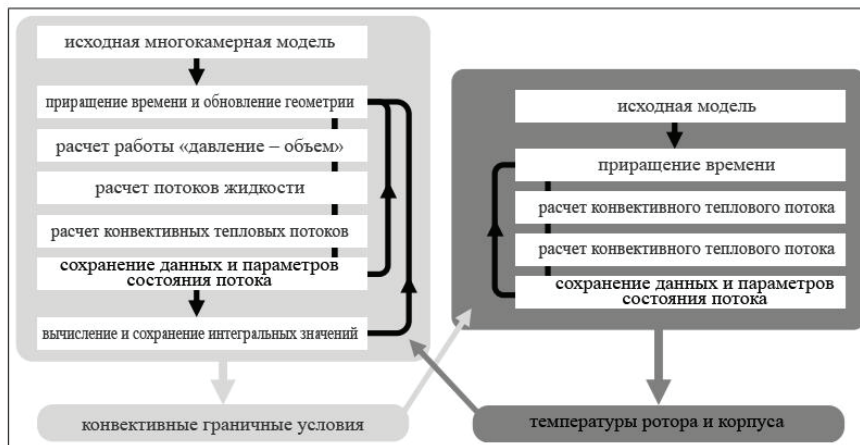 исходная многокамерная модель
приращение времени и обновление геометрии
расчет работы «давление – объем»
расчет потоков жидкости
расчет конвективных тепловых потоков
сохранение данных и параметров
состояния потока
вычисление и сохранение интегральных значений
конвективные граничные условия
исходная модель
приращение времени
расчет конвективного теплового потока
расчет конвективного теплового потока
сохранение данных и параметров
состояния потока
температуры ротора и корпуса